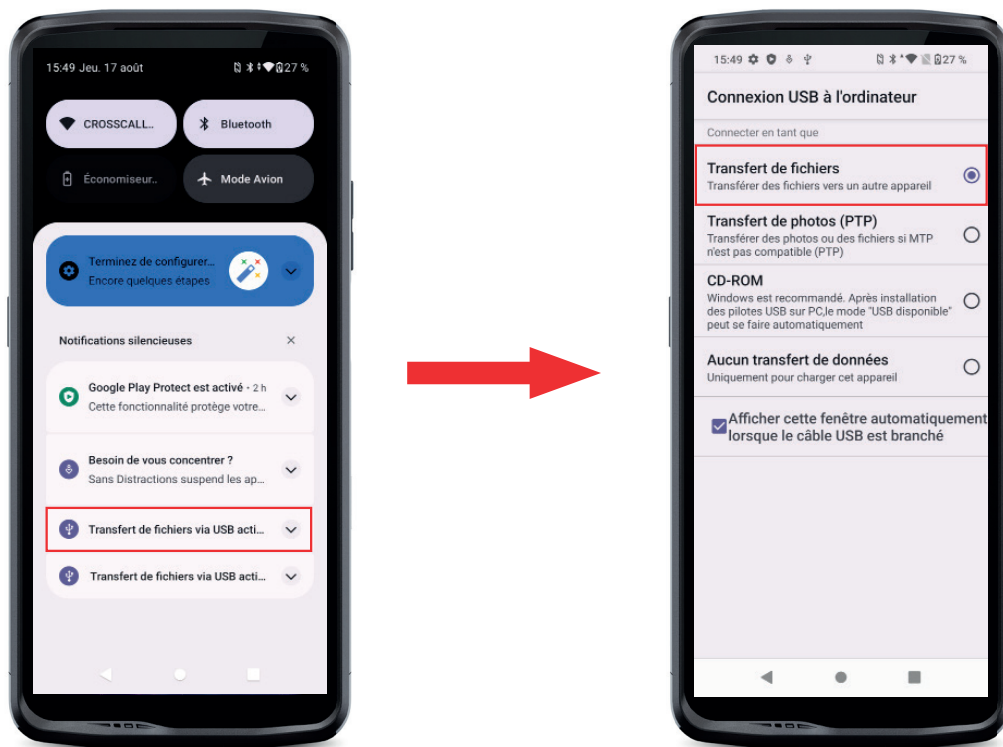 15:49 Jeu. 17 août
27 %
CROSSCALL..
Bluetooth
Économiseur..
Mode Avion
Terminez de configurer...
Encore quelques étapes
Notifications silencieuses
Google Play Protect est activé • 2 h
Cette fonctionnalité protège votre...
Besoin de vous concentrer ?
Sans Distractions suspend les ap...
Transfert de fichiers via USB acti...
Transfert de fichiers via USB acti...
15:49
27 %
Connexion USB à l'ordinateur
Connecter en tant que
Transfert de fichiers
Transférer des fichiers vers un autre appareil
Transfert de photos (PTP)
Transférer des photos ou des fichiers si MTP
n'est pas compatible (PTP)
CD-ROM
Windows est recommandé. Après installation
des pilotes USB sur PC,le mode "USB disponible"
peut se faire automatiquement
Aucun transfert de données
Uniquement pour charger cet appareil
Afficher cette fenêtre automatiquement
lorsque le câble USB est branché